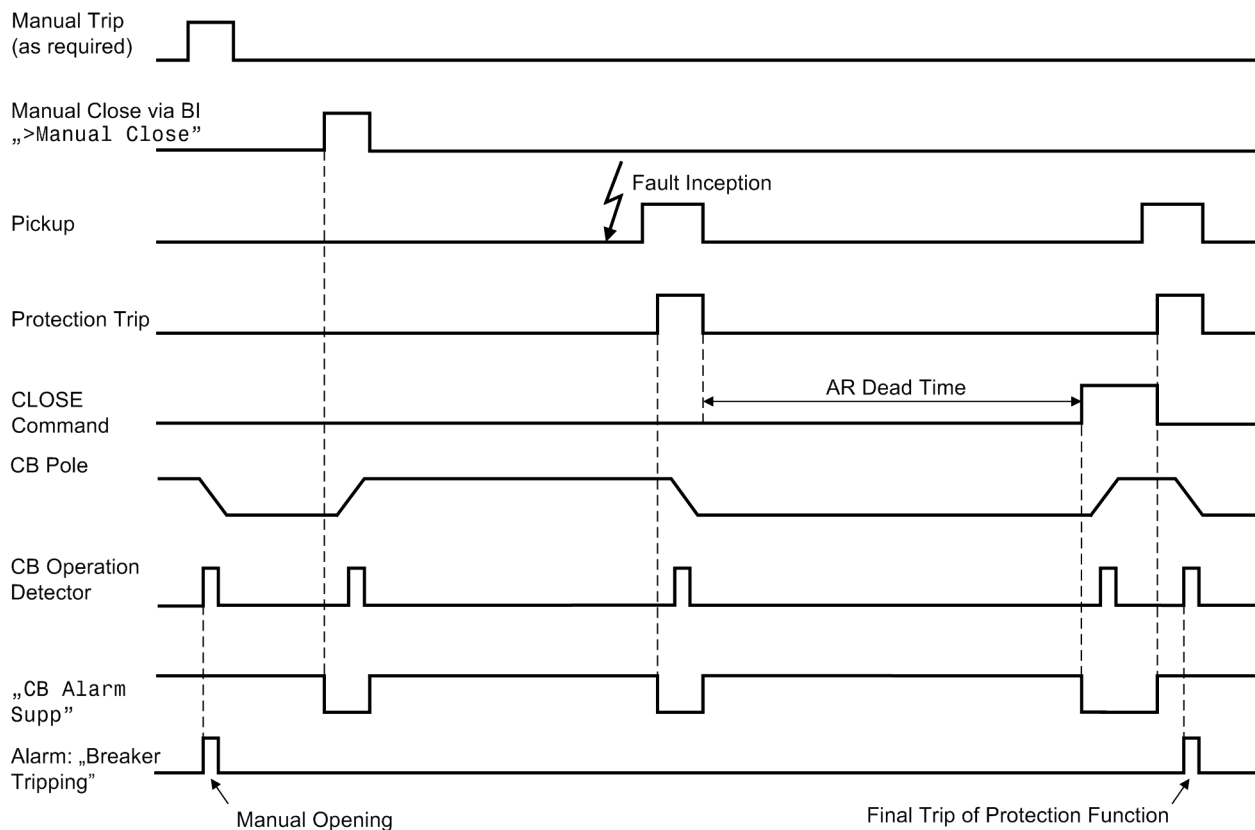 Manual Trip
(as required)
Manual Close via BI
„>Manual Close”
Fault Inception
Pickup
Protection Trip
AR Dead Time
CLOSE
Command
CB Pole
CB Operation
Detector
„CB Alarm
Supp”
Alarm: „Breaker
Tripping”
Manual Opening
Final Trip of Protection Function